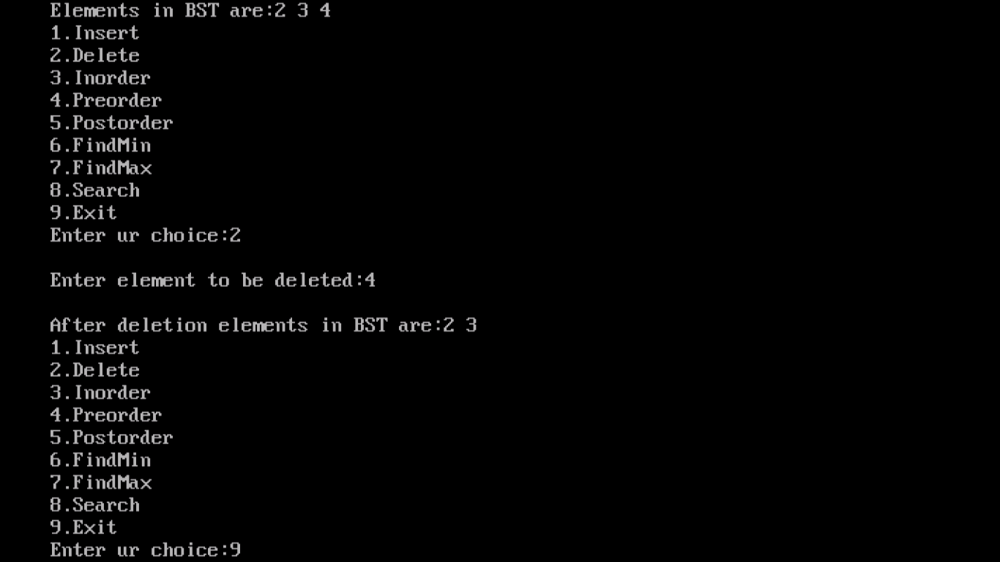 Elements in BST are:2 3 4
1.Insert
2.Delete
3.Inorder
4.Preorder
5.Postorder
6.FindMin
7.FindMax
8.Search
9.Exit
Enter ur choice:2
Enter element to be deleted:4
After deletion elements in BST are:2 3
1.Insert
2.Delete
3.Inorder
4.Preorder
5.Postorder
6.FindMin
7.FindMax
8.Search
9.Exit
Enter ur choice:9